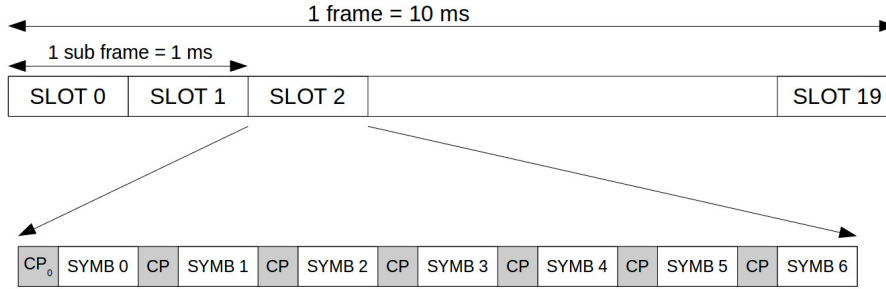 1 frame = 10 ms
1 sub frame = 1 ms
SLOT 0 SLOT 1 SLOT 2 SLOT 19
CP₀ SYMB 0 CP SYMB 1 CP SYMB 2 CP SYMB 3 CP SYMB 4 CP SYMB 5 CP SYMB 6